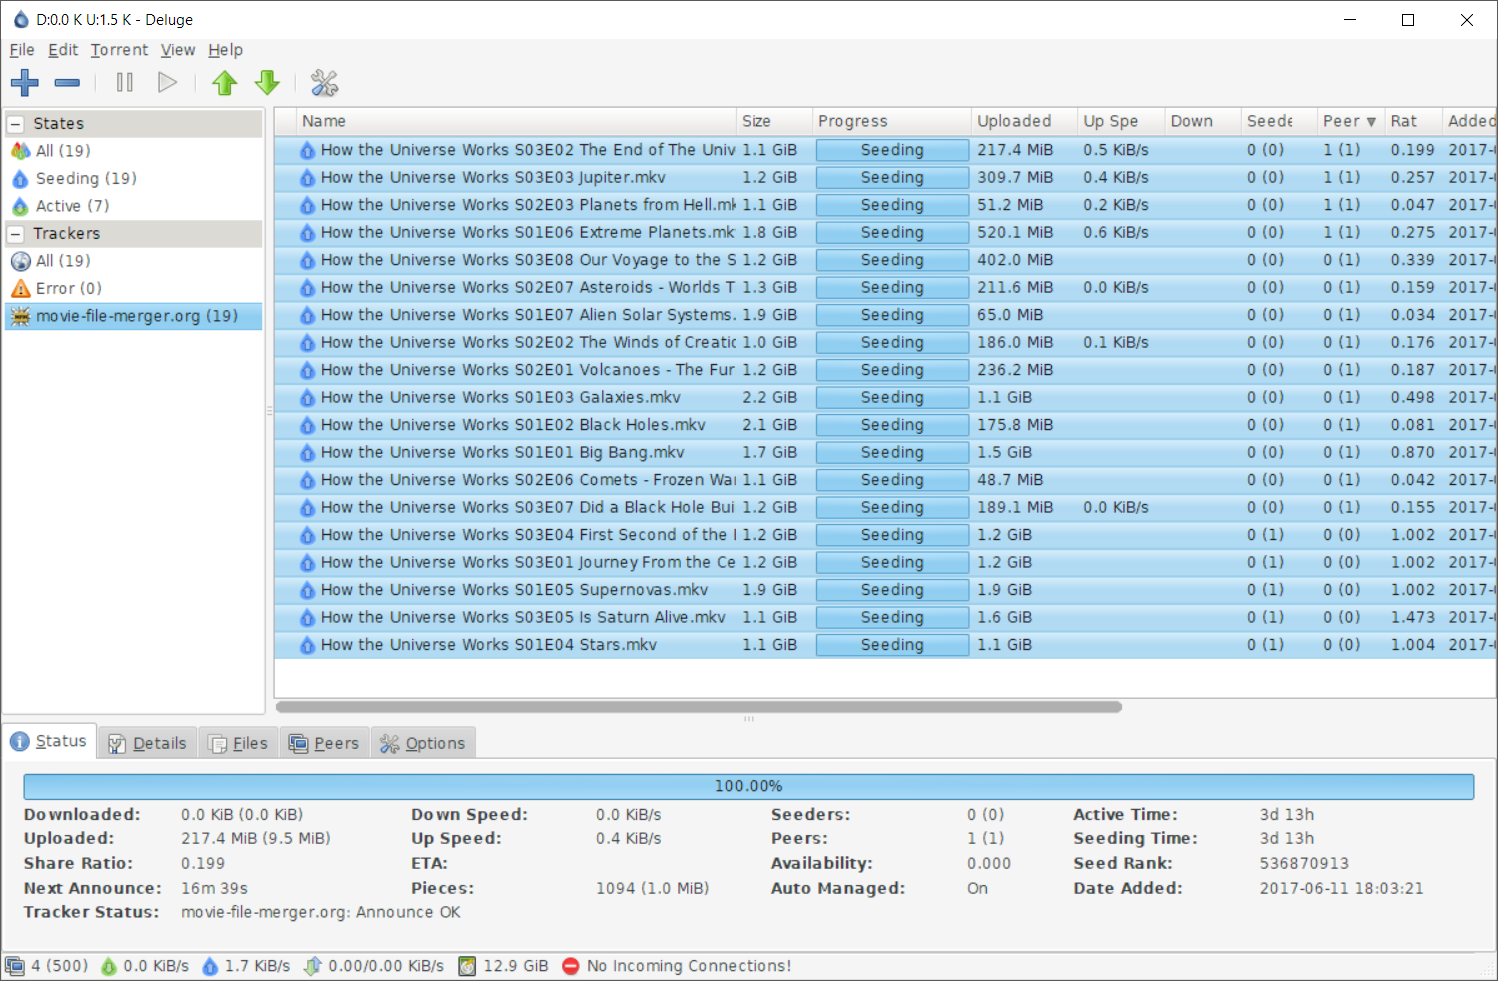 D:0.0 K U:1.5 K - Deluge
File Edit Torrent View Help
States
All (19)
Seeding (19)
Active (7)
Trackers
All (19)
Error (0)
movie-file-merger.org (19)
Name Size Progress Uploaded Up Spe Down Seede Peer Rat Added
How the Universe Works S03E02 The End of The Univ 1.1 GiB Seeding 217.4 MiB 0.5 KiB/s 0 (0) 1 (1) 0.199 2017-
How the Universe Works S03E03 Jupiter.mkv 1.2 GiB Seeding 309.7 MiB 0.4 KiB/s 0 (0) 1 (1) 0.257 2017-
How the Universe Works S02E03 Planets from Hell.mk 1.1 GiB Seeding 51.2 MiB 0.2 KiB/s 0 (0) 1 (1) 0.047 2017-
How the Universe Works S01E06 Extreme Planets.mk 1.8 GiB Seeding 520.1 MiB 0.6 KiB/s 0 (0) 1 (1) 0.275 2017-
How the Universe Works S03E08 Our Voyage to the S 1.2 GiB Seeding 402.0 MiB 0 (0) 0 (1) 0.339 2017-
How the Universe Works S02E07 Asteroids - Worlds T 1.3 GiB Seeding 211.6 MiB 0.0 KiB/s 0 (0) 0 (1) 0.159 2017-
How the Universe Works S01E07 Alien Solar Systems. 1.9 GiB Seeding 65.0 MiB 0 (0) 0 (1) 0.034 2017-
How the Universe Works S02E02 The Winds of Creatic 1.0 GiB Seeding 186.0 MiB 0.1 KiB/s 0 (0) 0 (1) 0.176 2017-
How the Universe Works S02E01 Volcanoes - The Fur 1.2 GiB Seeding 236.2 MiB 0 (0) 0 (1) 0.187 2017-
How the Universe Works S01E03 Galaxies.mkv 2.2 GiB Seeding 1.1 GiB 0 (0) 0 (1) 0.498 2017-
How the Universe Works S01E02 Black Holes.mkv 2.1 GiB Seeding 175.8 MiB 0 (0) 0 (1) 0.081 2017-
How the Universe Works S01E01 Big Bang.mkv 1.7 GiB Seeding 1.5 GiB 0 (0) 0 (1) 0.870 2017-
How the Universe Works S02E06 Comets - Frozen War 1.1 GiB Seeding 48.7 MiB 0 (0) 0 (1) 0.042 2017-
How the Universe Works S03E07 Did a Black Hole Bui 1.2 GiB Seeding 189.1 MiB 0.0 KiB/s 0 (0) 0 (1) 0.155 2017-
How the Universe Works S03E04 First Second of the 1.2 GiB Seeding 1.2 GiB 0 (1) 0 (0) 1.002 2017-
How the Universe Works S03E01 Journey From the Ce 1.2 GiB Seeding 1.2 GiB 0 (1) 0 (0) 1.002 2017-
How the Universe Works S01E05 Supernovas.mkv 1.9 GiB Seeding 1.9 GiB 0 (1) 0 (0) 1.002 2017-
How the Universe Works S03E05 Is Saturn Alive.mkv 1.1 GiB Seeding 1.6 GiB 0 (1) 0 (0) 1.473 2017-
How the Universe Works S01E04 Stars.mkv 1.1 GiB Seeding 1.1 GiB 0 (1) 0 (0) 1.004 2017-
Status Details Files Peers Options
100.00%
Downloaded: 0.0 KiB (0.0 KiB) Down Speed: 0.0 KiB/s Seeders: 0 (0) Active Time: 3d 13h
Uploaded: 217.4 MiB (9.5 MiB) Up Speed: 0.4 KiB/s Peers: 1 (1) Seeding Time: 3d 13h
Share Ratio: 0.199 ETA: Availability: 0.000 Seed Rank: 536870913
Next Announce: 16m 39s Pieces: 1094 (1.0 MiB) Auto Managed: On Date Added: 2017-06-11 18:03:21
Tracker Status: movie-file-merger.org: Announce OK
4 (500) 0.0 KiB/s 1.7 KiB/s 0.00/0.00 KiB/s 12.9 GiB No Incoming Connections!